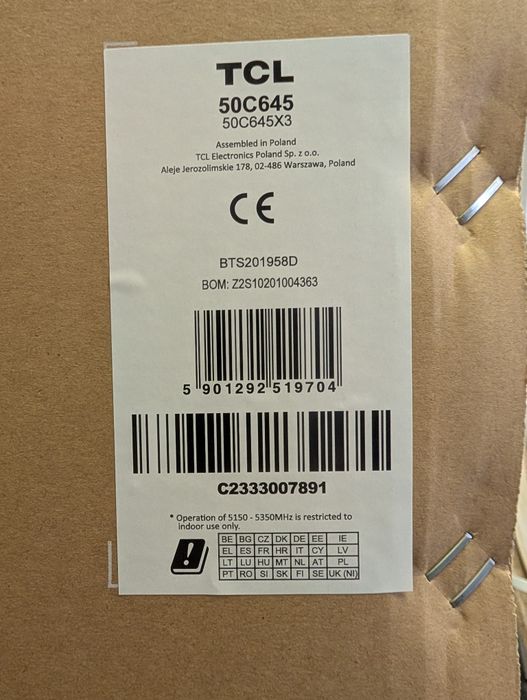 TCL
50C645
50C645X3
Assembled in Poland
TCL Electronics Poland Sp. z o.o.
Aleje Jerozolimskie 178, 02-486 Warszawa, Poland
CE
BTS201958D
BOM: Z2S10201004363
5 901292 519704
C2333007891
* Operation of 5150 - 5350MHz is restricted to
indoor use only.
BE BG CZ DK DE EE IE
EL ES FR HR IT CY LV
LT LU HU MT NL AT PL
PT RO SI SK FI SE UK (NI)